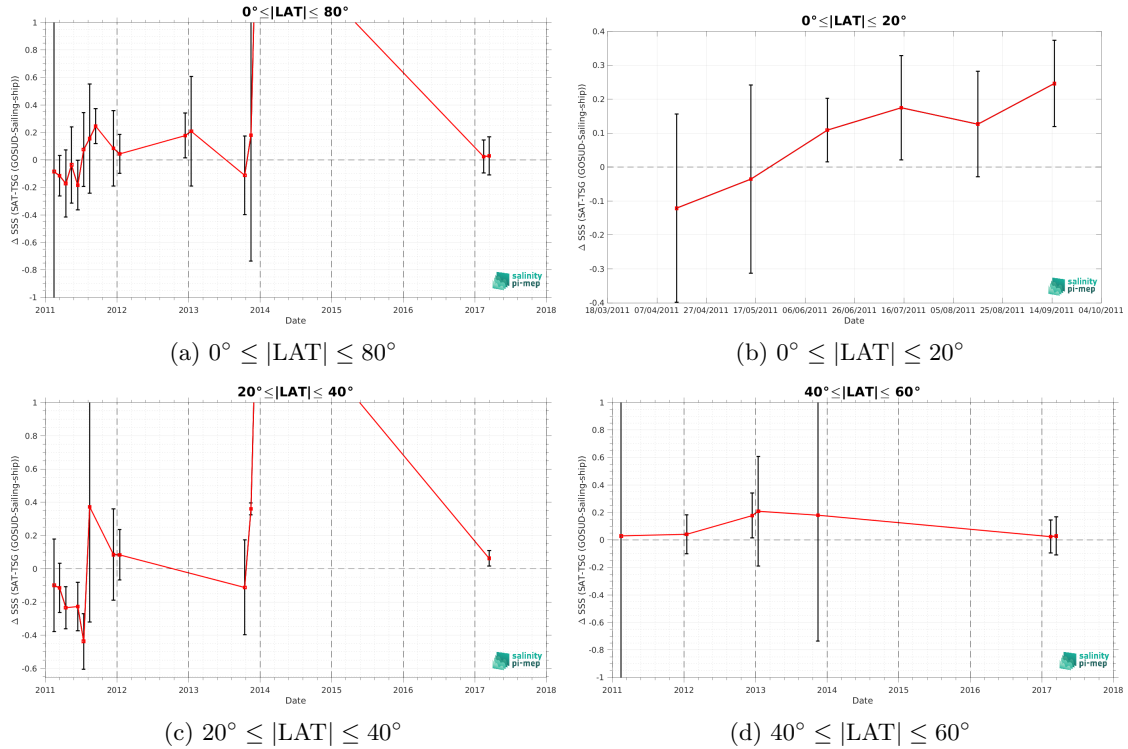 0°≤|LAT|≤ 80°
Δ SSS (SAT-TSG (GOSUD-Sailing-ship))
1
0.8
0.6
0.4
0.2
0
-0.2
-0.4
-0.6
-0.8
-1
2011 2012 2013 2014 2015 2016 2017 2018
Date
salinity
pi-mep
(a) 0° ≤ |LAT| ≤ 80°
0°≤|LAT|≤ 20°
Δ SSS (SAT-TSG (GOSUD-Sailing-ship))
0.4
0.3
0.2
0.1
0
-0.1
-0.2
-0.3
-0.4
18/03/2011 07/04/2011 27/04/2011 17/05/2011 06/06/2011 26/06/2011 16/07/2011 05/08/2011 25/08/2011 14/09/2011 04/10/2011
Date
salinity
pi-mep
(b) 0° ≤ |LAT| ≤ 20°
20°≤|LAT|≤ 40°
Δ SSS (SAT-TSG (GOSUD-Sailing-ship))
1
0.8
0.6
0.4
0.2
0
-0.2
-0.4
-0.6
2011 2012 2013 2014 2015 2016 2017 2018
Date
salinity
pi-mep
(c) 20° ≤ |LAT| ≤ 40°
40°≤|LAT|≤ 60°
Δ SSS (SAT-TSG (GOSUD-Sailing-ship))
1
0.8
0.6
0.4
0.2
0
-0.2
-0.4
-0.6
-0.8
-1
2011 2012 2013 2014 2015 2016 2017 2018
Date
salinity
pi-mep
(d) 40° ≤ |LAT| ≤ 60°